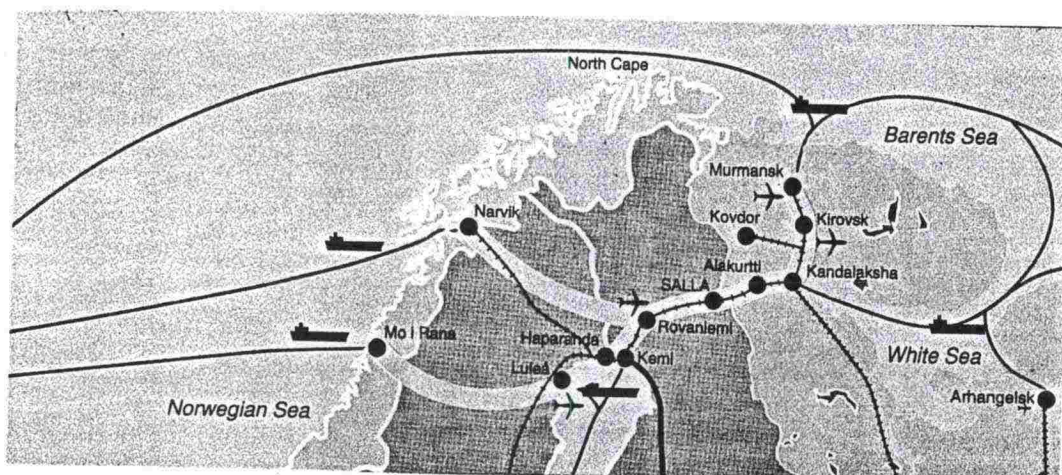 North Cape
Barents Sea
Murmansk
Narvik
Kovdor
Kirovsk
Alakurtti
Kandalaksha
SALLA
Mo i Rana
Haparanda
Rovaniemi
Luleå
Kemi
White Sea
Norwegian Sea
Arhangelsk